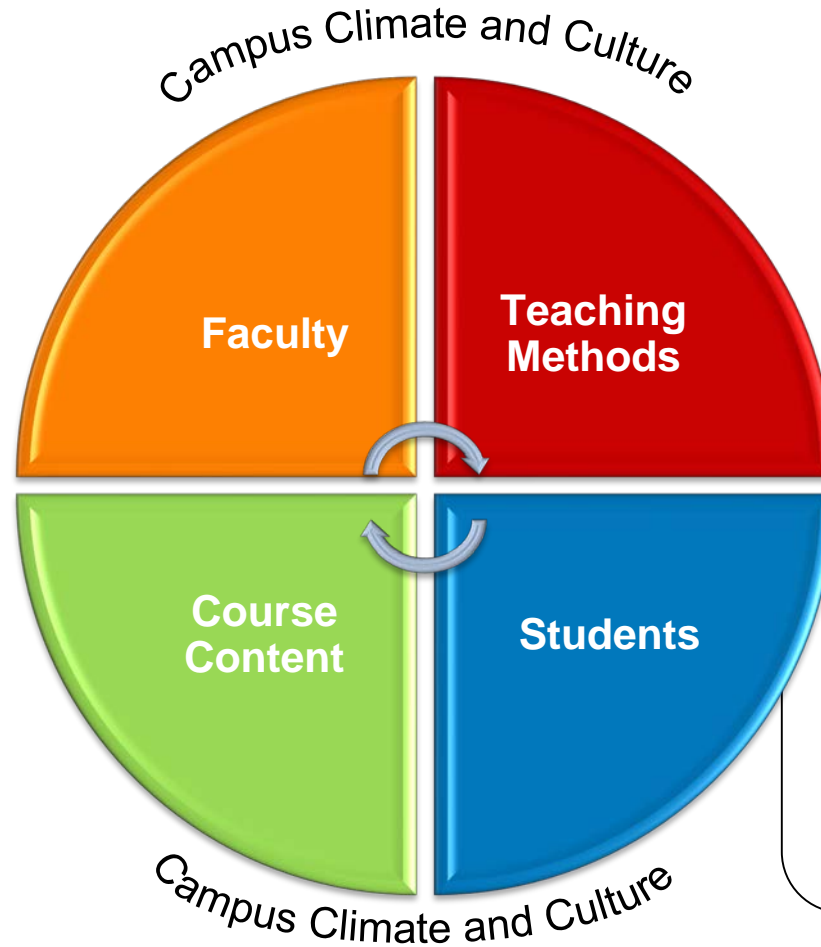 Campus Climate and Culture
Faculty
Teaching
Methods
Course
Content
Students
Campus Climate and Culture